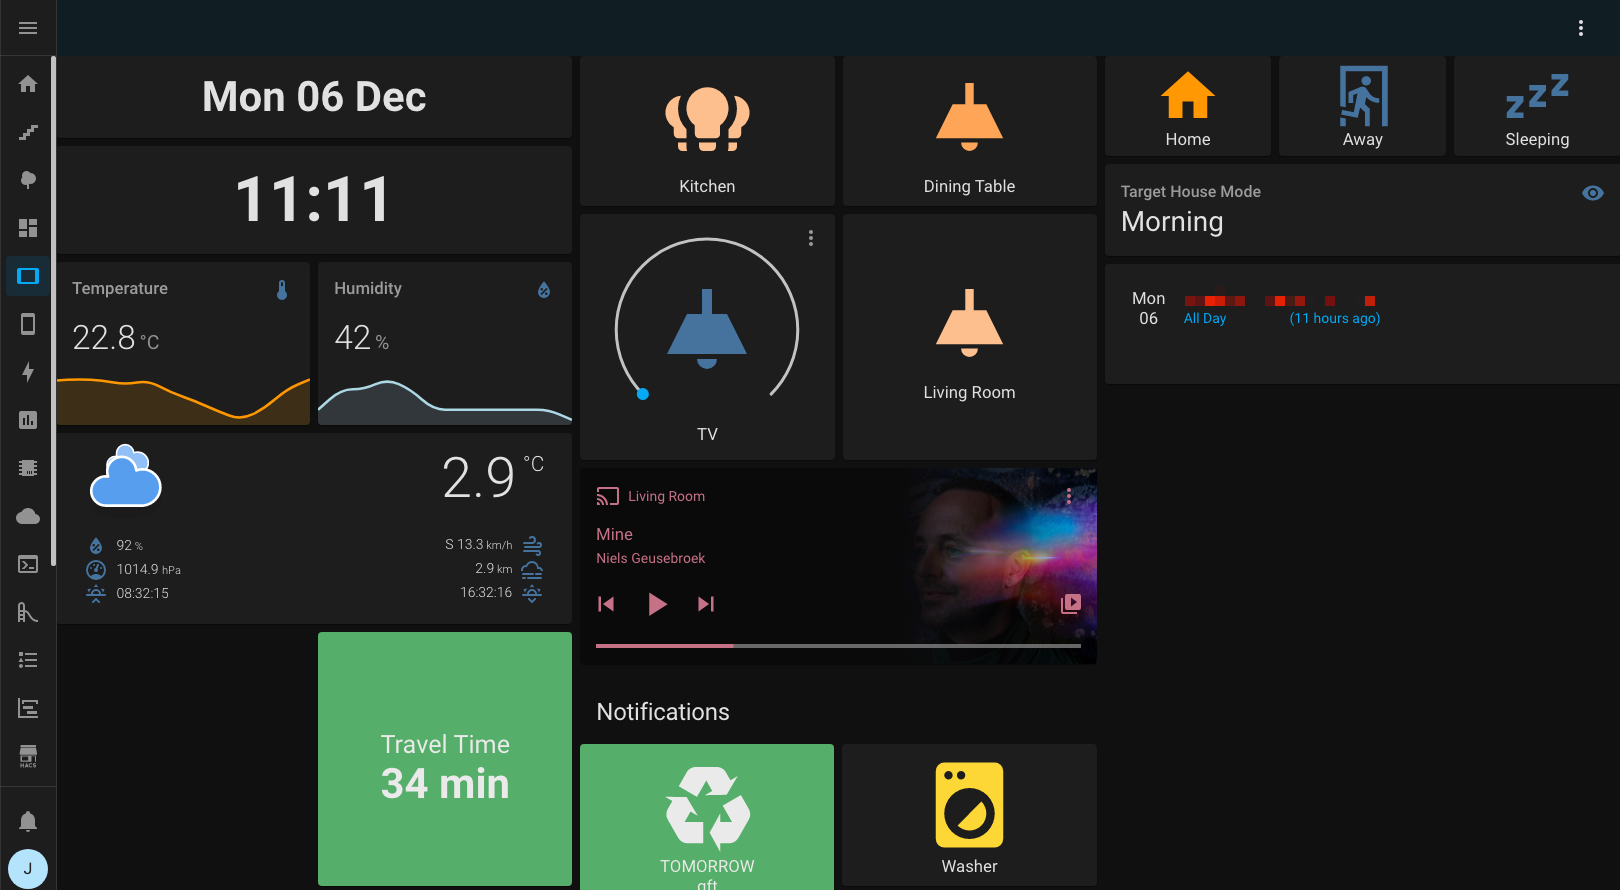 Mon 06 Dec
11:11
Temperature
22.8 °C
Humidity
42 %
2.9 °C
92 %
1014.9 hPa
08:32:15
S 13.3 km/h
2.9 km
16:32:16
Travel Time
34 min
Kitchen
Dining Table
TV
Living Room
Living Room
Mine
Niels Geusebroek
Notifications
TOMORROW
gft
Washer
Home
Away
zzz
Sleeping
Target House Mode
Morning
Mon
06
All Day (11 hours ago)
HACS
J